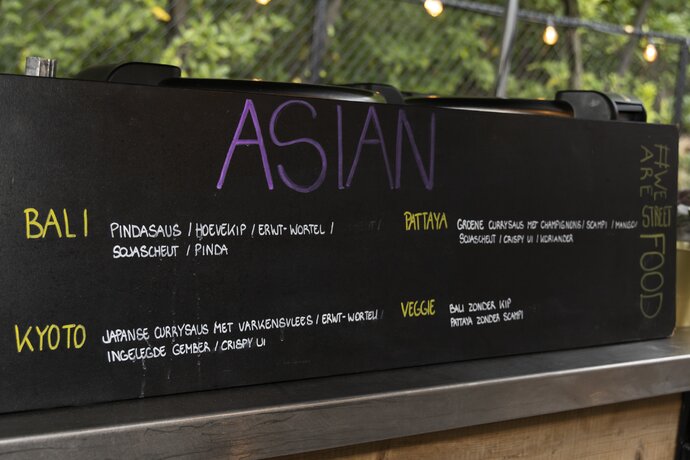 ASIAN
BALI
PINDASAUS / HOEVEKIP / ERWT-WORTEL /
SOJASCHEUT / PINDA
PATTAYA
GROENE CURRYSAUS MET CHAMPIGNONS / SCAMPI / MANGO
SOJASCHEUT / CRISPY UI / KORIANDER
KYOTO
JAPANSE CURRYSAUS MET VARKENSVLEES / ERWT-WORTEL /
INGELEGDE GEMBER / CRISPY UI
VEGGIE
BALI ZONDER KIP
PATTAYA ZONDER SCAMPI
#WE
ARE
STREET
FOOD